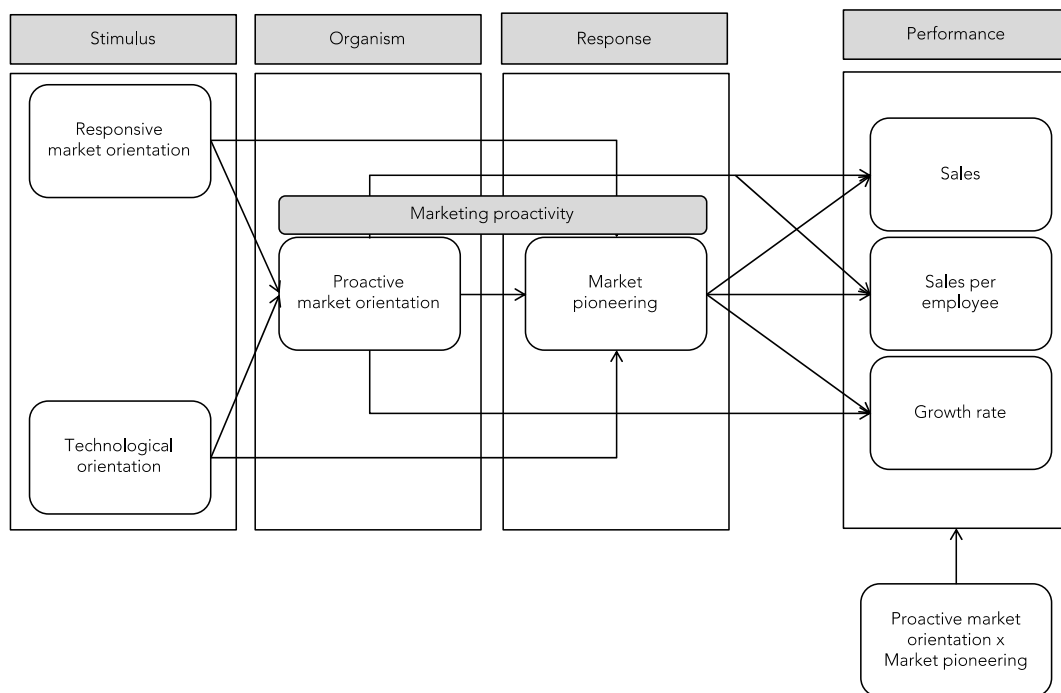 Stimulus
Organism
Response
Performance
Responsive
market orientation
Sales
Marketing proactivity
Proactive
market orientation
Market
pioneering
Sales per
employee
Growth rate
Technological
orientation
Proactive market
orientation x
Market pioneering